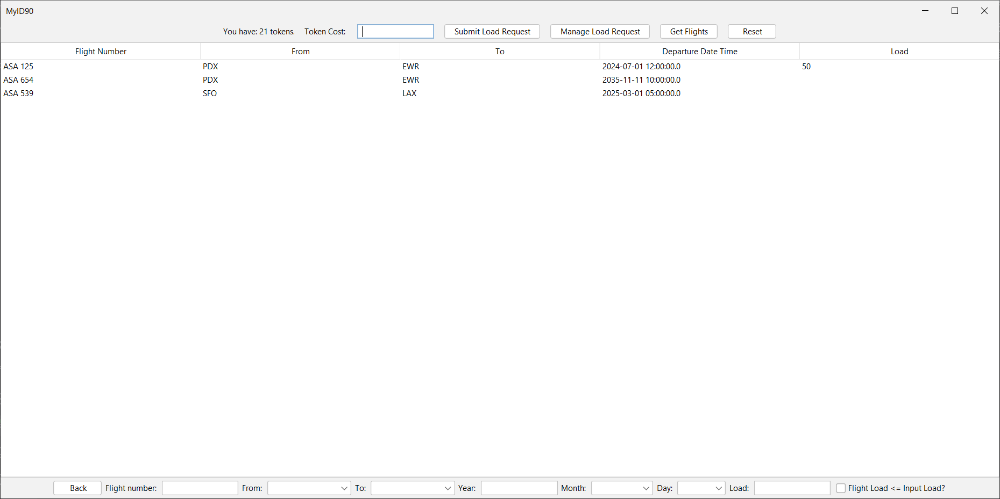 MyID90
You have: 21 tokens. Token Cost: Submit Load Request Manage Load Request Get Flights Reset
Flight Number From To Departure Date Time Load
ASA 125 PDX EWR 2024-07-01 12:00:00.0 50
ASA 654 PDX EWR 2035-11-11 10:00:00.0
ASA 539 SFO LAX 2025-03-01 05:00:00.0
Back Flight number: From: To: Year: Month: Day: Load: Flight Load <= Input Load?